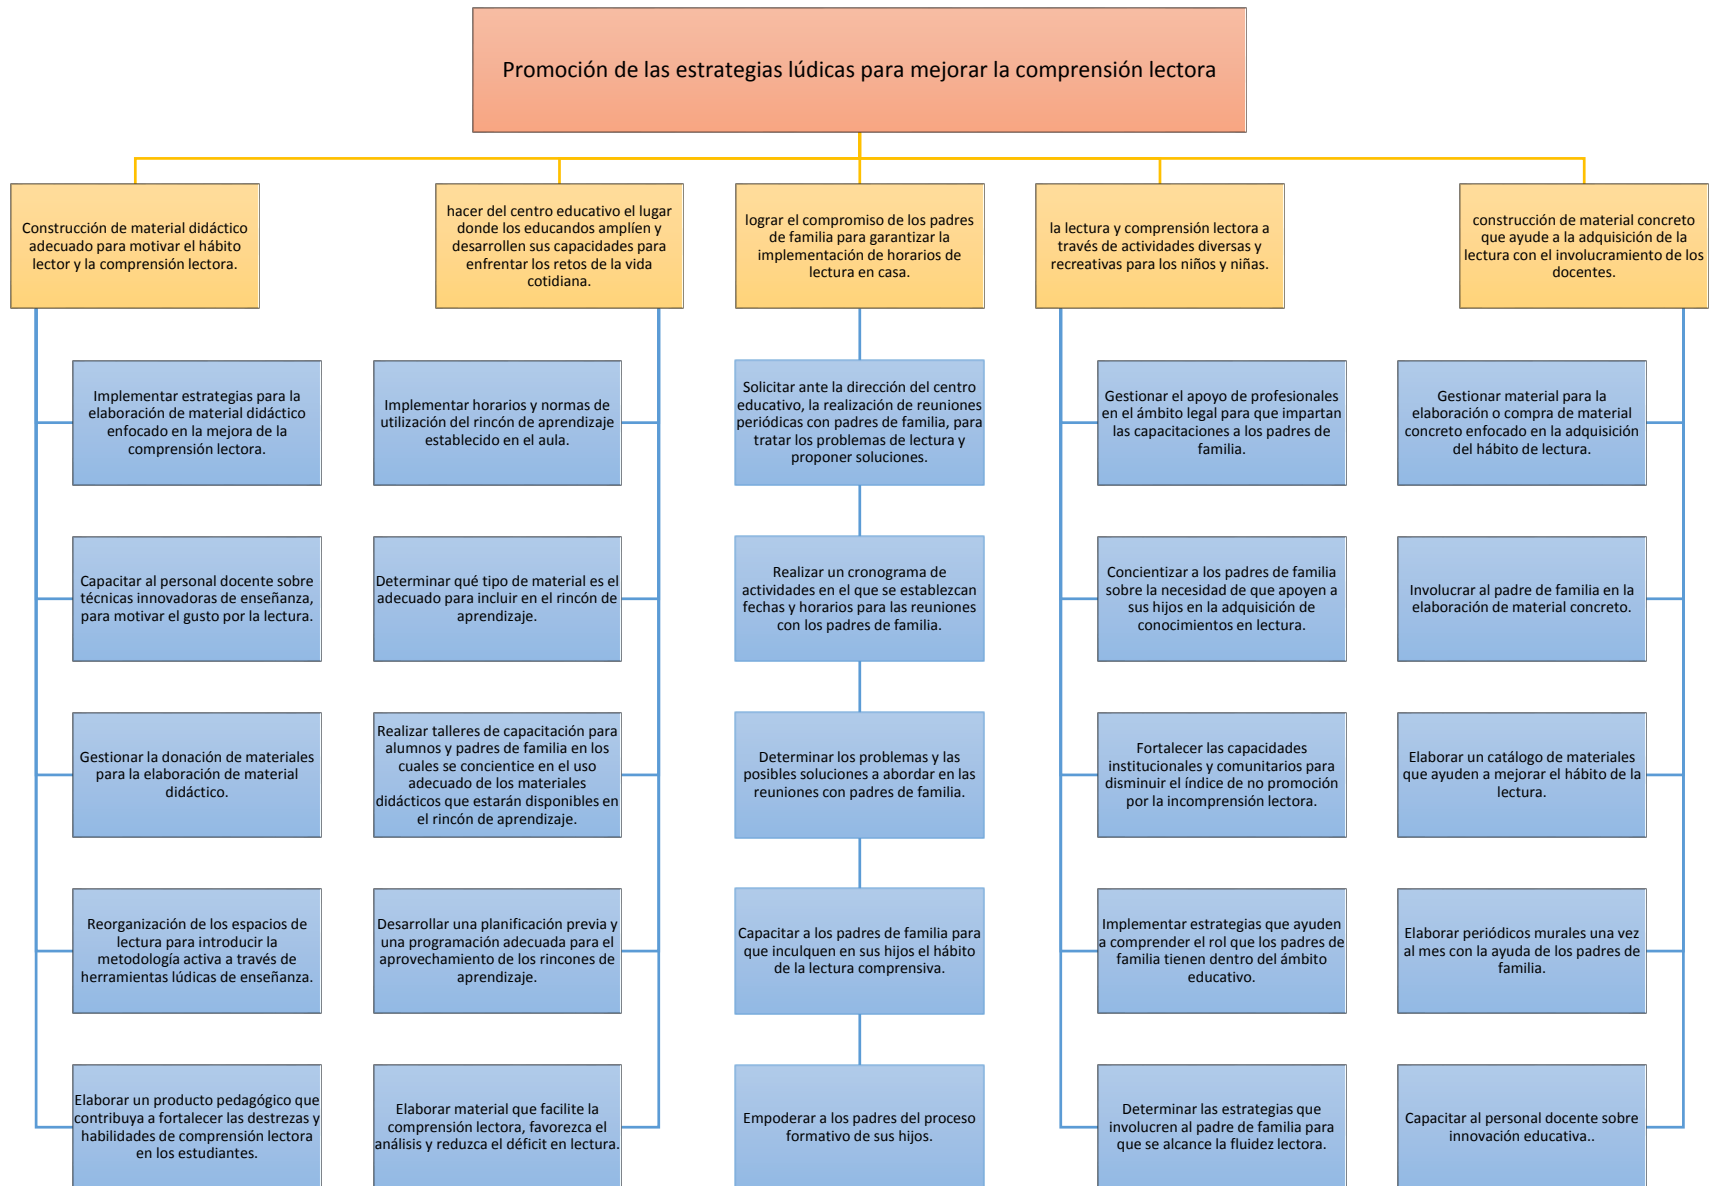 Promoción de las estrategias lúdicas para mejorar la comprensión lectora
Construcción de material didáctico
adecuado para motivar el hábito
lector y la comprensión lectora.
Implementar estrategias para la
elaboración de material didáctico
enfocado en la mejora de la
comprensión lectora.
Capacitar al personal docente sobre
técnicas innovadoras de enseñanza,
para motivar el gusto por la lectura.
Gestionar la donación de materiales
para la elaboración de material
didáctico.
Reorganización de los espacios de
lectura para introducir la
metodología activa a través de
herramientas lúdicas de enseñanza.
Elaborar un producto pedagógico que
contribuya a fortalecer las destrezas y
habilidades de comprensión lectora
en los estudiantes.
hacer del centro educativo el lugar
donde los educandos amplíen y
desarrollen sus capacidades para
enfrentar los retos de la vida
cotidiana.
Implementar horarios y normas de
utilización del rincón de aprendizaje
establecido en el aula.
Determinar qué tipo de material es el
adecuado para incluir en el rincón de
aprendizaje.
Realizar talleres de capacitación para
alumnos y padres de familia en los
cuales se concientice en el uso
adecuado de los materiales
didácticos que estarán disponibles en
el rincón de aprendizaje.
Desarrollar una planificación previa y
una programación adecuada para el
aprovechamiento de los rincones de
aprendizaje.
Elaborar material que facilite la
comprensión lectora, favorezca el
análisis y reduzca el déficit en lectura.
lograr el compromiso de los padres
de familia para garantizar la
implementación de horarios de
lectura en casa.
Solicitar ante la dirección del centro
educativo, la realización de reuniones
periódicas con padres de familia, para
tratar los problemas de lectura y
proponer soluciones.
Realizar un cronograma de
actividades en el que se establezcan
fechas y horarios para las reuniones
con los padres de familia.
Determinar los problemas y las
posibles soluciones a abordar en las
reuniones con padres de familia.
Capacitar a los padres de familia para
que inculquen en sus hijos el hábito
de la lectura comprensiva.
Empoderar a los padres del proceso
formativo de sus hijos.
la lectura y comprensión lectora a
través de actividades diversas y
recreativas para los niños y niñas.
Gestionar el apoyo de profesionales
en el ámbito legal para que impartan
las capacitaciones a los padres de
familia.
Concientizar a los padres de familia
sobre la necesidad de que apoyen a
sus hijos en la adquisición de
conocimientos en lectura.
Fortalecer las capacidades
institucionales y comunitarios para
disminuir el índice de no promoción
por la incomprensión lectora.
Implementar estrategias que ayuden
a comprender el rol que los padres de
familia tienen dentro del ámbito
educativo.
Determinar las estrategias que
involucren al padre de familia para
que se alcance la fluidez lectora.
construcción de material concreto
que ayude a la adquisición de la
lectura con el involucramiento de los
docentes.
Gestionar material para la
elaboración o compra de material
concreto enfocado en la adquisición
del hábito de lectura.
Involucrar al padre de familia en la
elaboración de material concreto.
Elaborar un catálogo de materiales
que ayuden a mejorar el hábito de la
lectura.
Elaborar periódicos murales una vez
al mes con la ayuda de los padres de
familia.
Capacitar al personal docente sobre
innovación educativa..